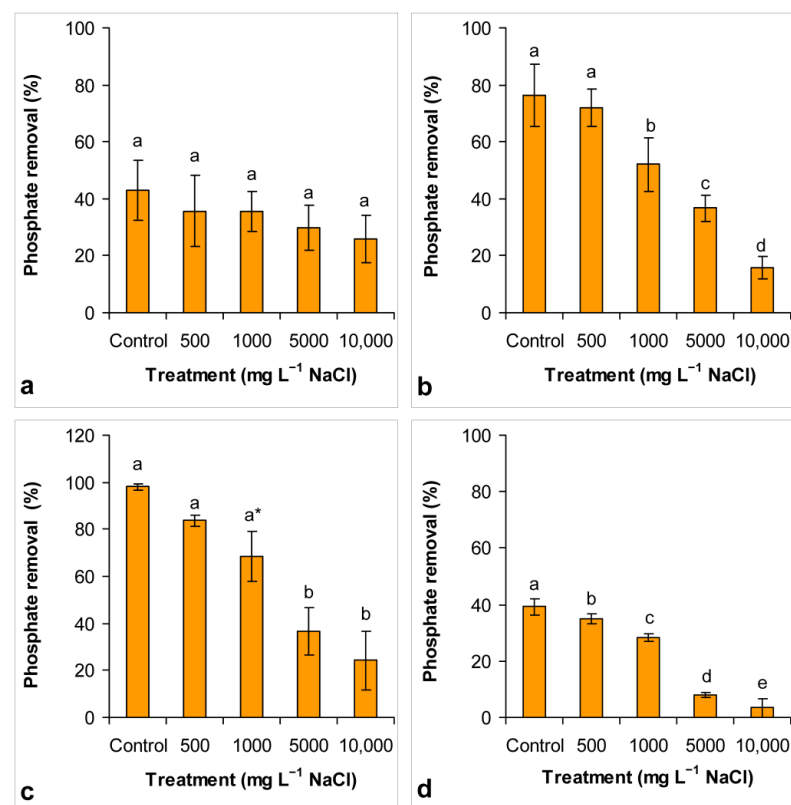 Phosphate removal (%)
100
80
60
40
20
0
a
a
a
a
a
Control 500 1000 5000 10,000
Treatment (mg L⁻¹ NaCl)
a
Phosphate removal (%)
100
80
60
40
20
0
a
a
b
c
d
Control 500 1000 5000 10,000
Treatment (mg L⁻¹ NaCl)
b
Phosphate removal (%)
120
100
80
60
40
20
0
a
a
a*
b
b
Control 500 1000 5000 10,000
Treatment (mg L⁻¹ NaCl)
c
Phosphate removal (%)
100
80
60
40
20
0
a
b
c
d
e
Control 500 1000 5000 10,000
Treatment (mg L⁻¹ NaCl)
d